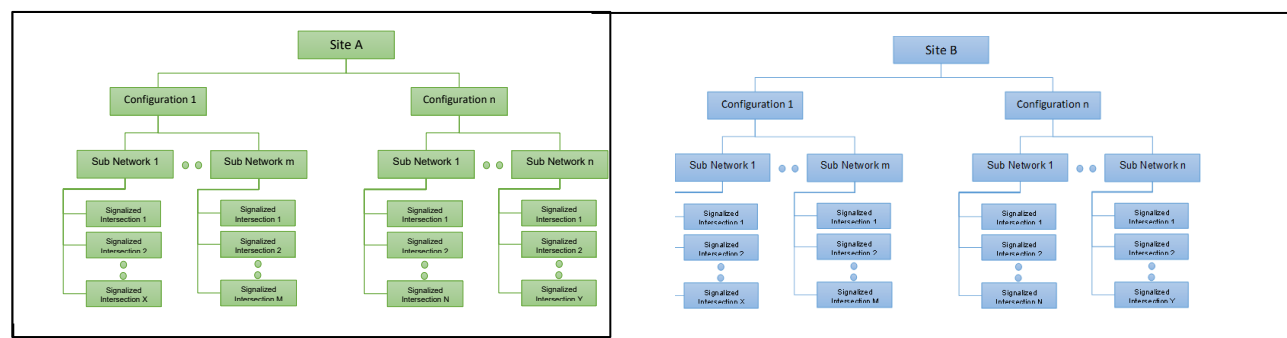 Site A
Configuration 1
Configuration n
Sub Network 1
Sub Network m
Sub Network 1
Sub Network n
Signalized
Intersection 1
Signalized
Intersection 1
Signalized
Intersection 1
Signalized
Intersection 1
Signalized
Intersection 2
Signalized
Intersection 2
Signalized
Intersection 2
Signalized
Intersection 2
Signalized
Intersection X
Signalized
Intersection M
Signalized
Intersection N
Signalized
Intersection Y
Site B
Configuration 1
Configuration n
Sub Network 1
Sub Network m
Sub Network 1
Sub Network n
Signalized
Intersection 1
Signalized
Intersection 1
Signalized
Intersection 1
Signalized
Intersection 1
Signalized
Intersection 2
Signalized
Intersection 2
Signalized
Intersection 2
Signalized
Intersection 2
Signalized
Intersection X
Signalized
Intersection M
Signalized
Intersection N
Signalized
Intersection Y